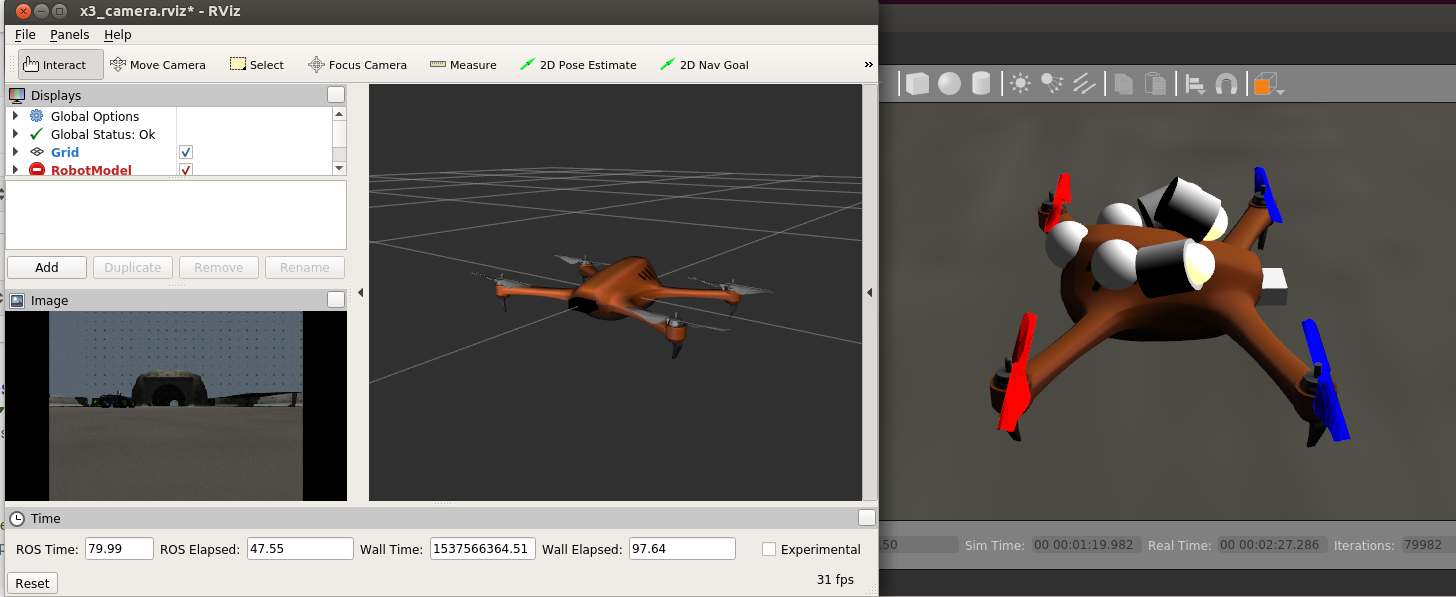 x3_camera.rviz* - RViz
File Panels Help
Interact Move Camera Select Focus Camera Measure 2D Pose Estimate 2D Nav Goal »
Displays
Global Options
Global Status: Ok
Grid
RobotModel
Add Duplicate Remove Rename
Image
Time
ROS Time: 79.99 ROS Elapsed: 47.55 Wall Time: 1537566364.51 Wall Elapsed: 97.64 Experimental
Reset 31 fps
.50 Sim Time: 00 00:01:19.982 Real Time: 00 00:02:27.286 Iterations: 79982